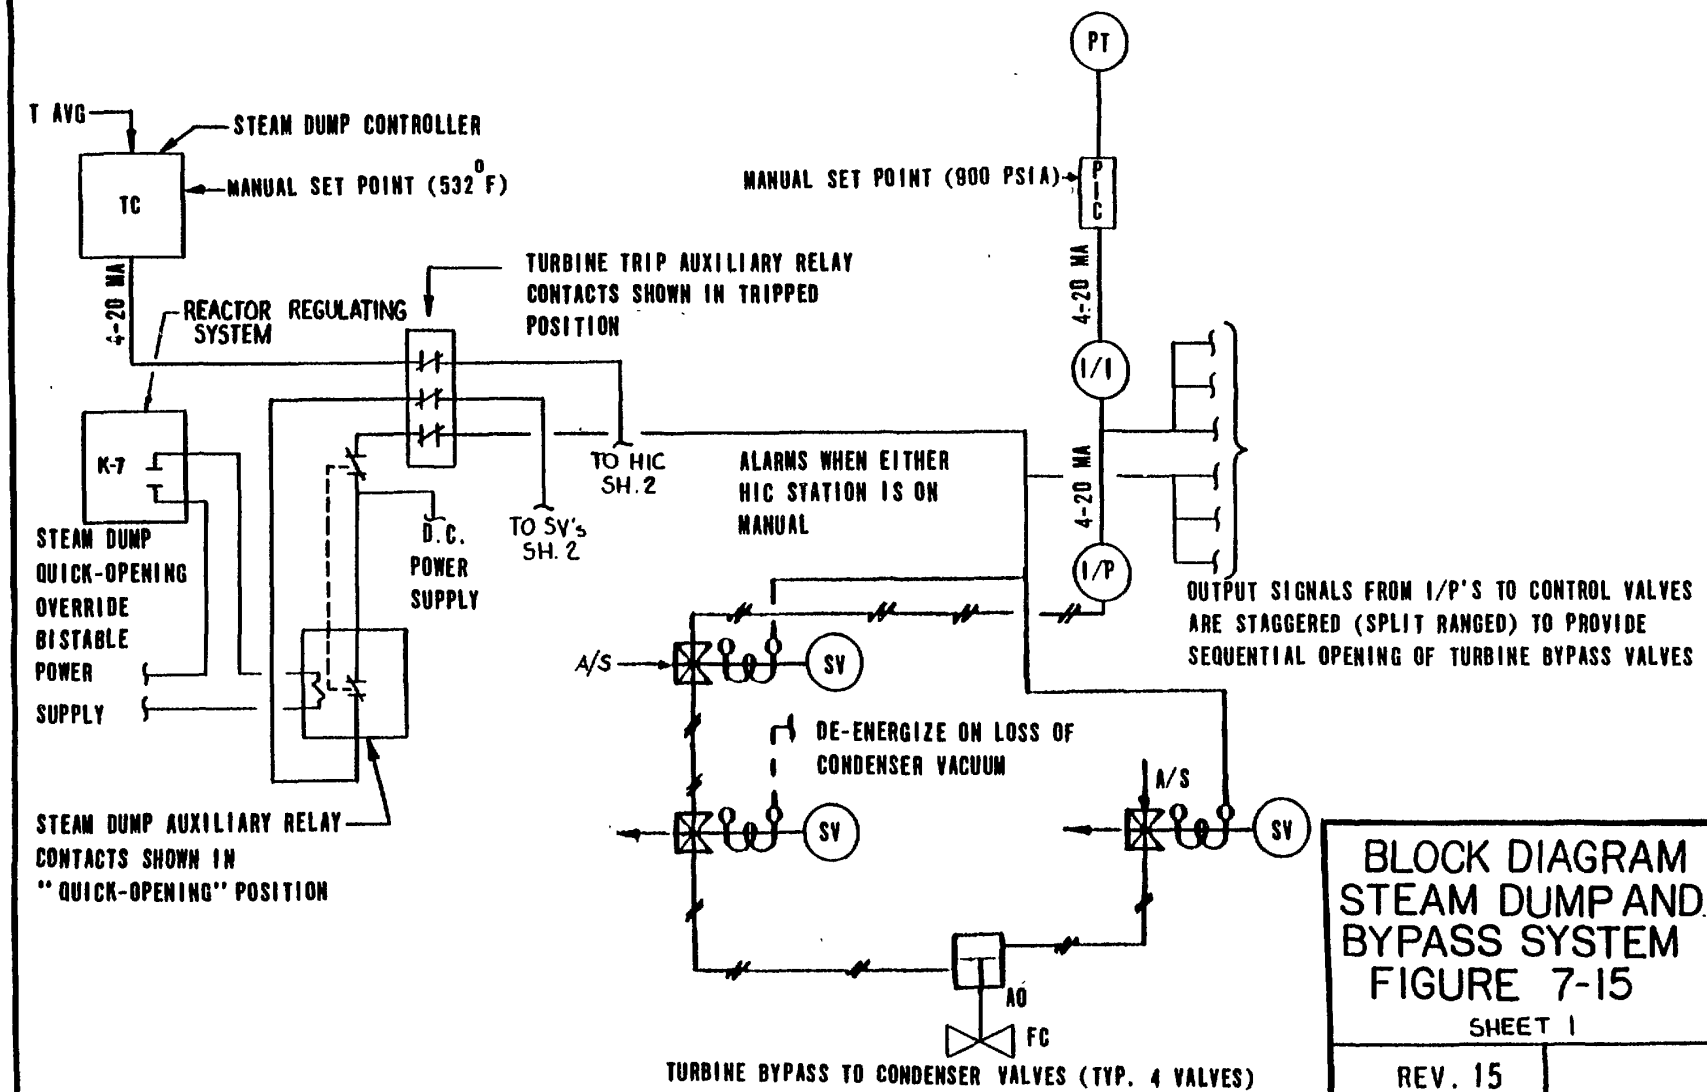 PT
T AVG
STEAM DUMP CONTROLLER
MANUAL SET POINT (532°F)
TC
MANUAL SET POINT (900 PSIA)
PIC
4-20 MA
4-20 MA
TURBINE TRIP AUXILIARY RELAY
CONTACTS SHOWN IN TRIPPED
POSITION
REACTOR REGULATING
SYSTEM
I/I
K-7
TO HIC
SH. 2
ALARMS WHEN EITHER
HIC STATION IS ON
MANUAL
4-20 MA
TO SV's
SH. 2
D.C.
POWER
SUPPLY
STEAM DUMP
QUICK-OPENING
OVERRIDE
BISTABLE
POWER
SUPPLY
I/P
OUTPUT SIGNALS FROM I/P'S TO CONTROL VALVES
ARE STAGGERED (SPLIT RANGED) TO PROVIDE
SEQUENTIAL OPENING OF TURBINE BYPASS VALVES
A/S
SV
DE-ENERGIZE ON LOSS OF
CONDENSER VACUUM
A/S
SV
SV
STEAM DUMP AUXILIARY RELAY
CONTACTS SHOWN IN
"QUICK-OPENING" POSITION
AO
FC
TURBINE BYPASS TO CONDENSER VALVES (TYP. 4 VALVES)
BLOCK DIAGRAM
STEAM DUMP AND
BYPASS SYSTEM
FIGURE 7-15
SHEET 1
REV. 15